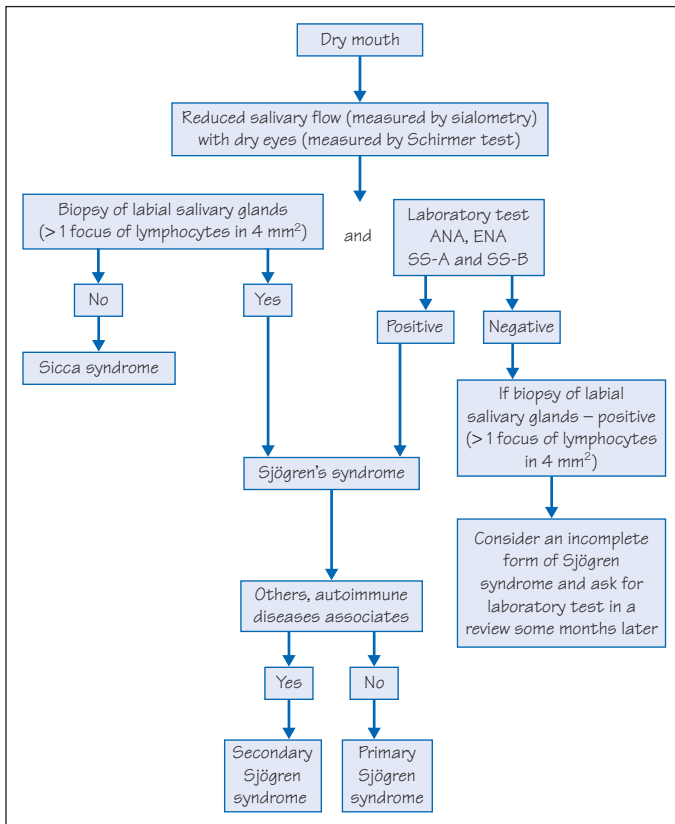 Dry mouth
Reduced salivary flow (measured by sialometry)
with dry eyes (measured by Schirmer test)
Biopsy of labial salivary glands
(> 1 focus of lymphocytes in 4 mm²)
and
Laboratory test
ANA, ENA
SS-A and SS-B
No
Yes
Positive
Negative
Sicca syndrome
If biopsy of labial
salivary glands – positive
(> 1 focus of lymphocytes
in 4 mm²)
Sjögren's syndrome
Consider an incomplete
form of Sjögren
syndrome and ask for
laboratory test in a
review some months later
Others, autoimmune
diseases associates
Yes
No
Secondary
Sjögren
syndrome
Primary
Sjögren
syndrome